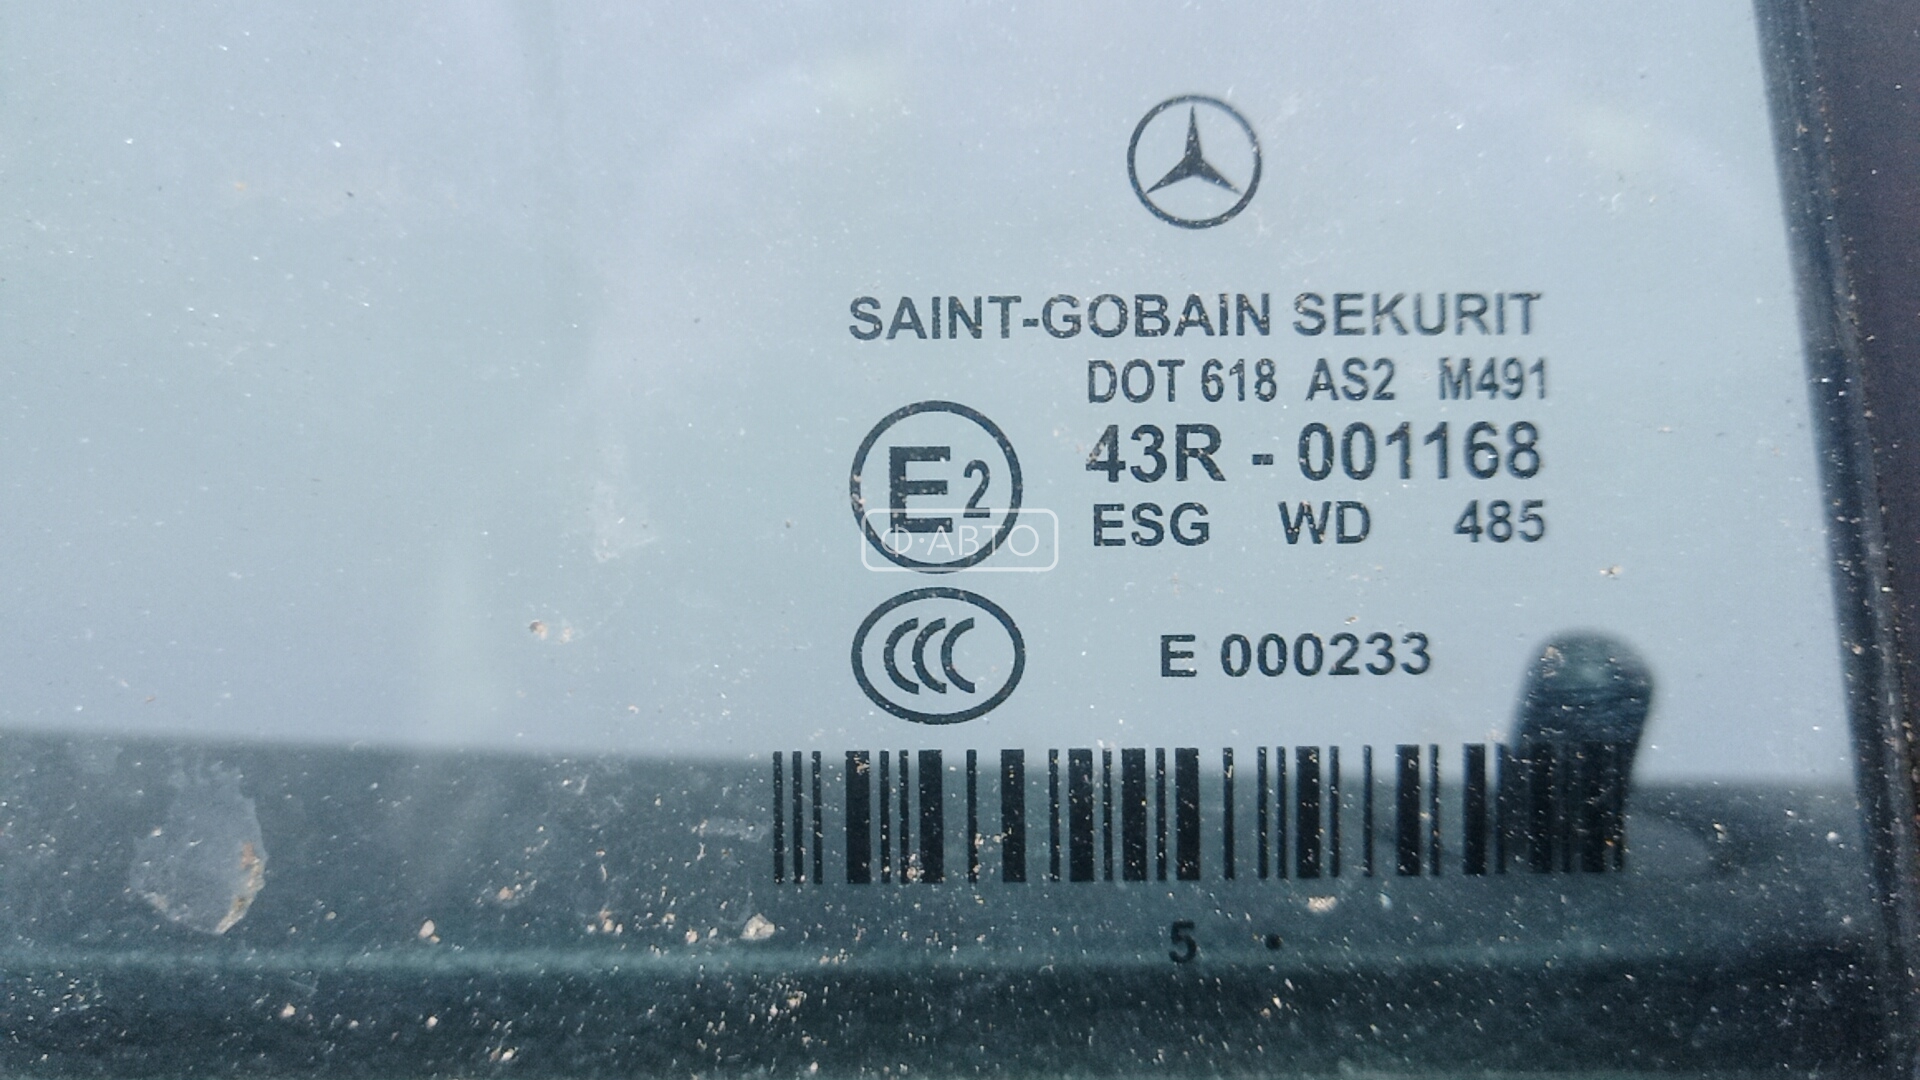 SAINT-GOBAIN SEKURIT
DOT 618 AS2 M491
E2
43R - 001168
ESG WD 485
Ф·АВТО
CCC
E 000233
5 ·